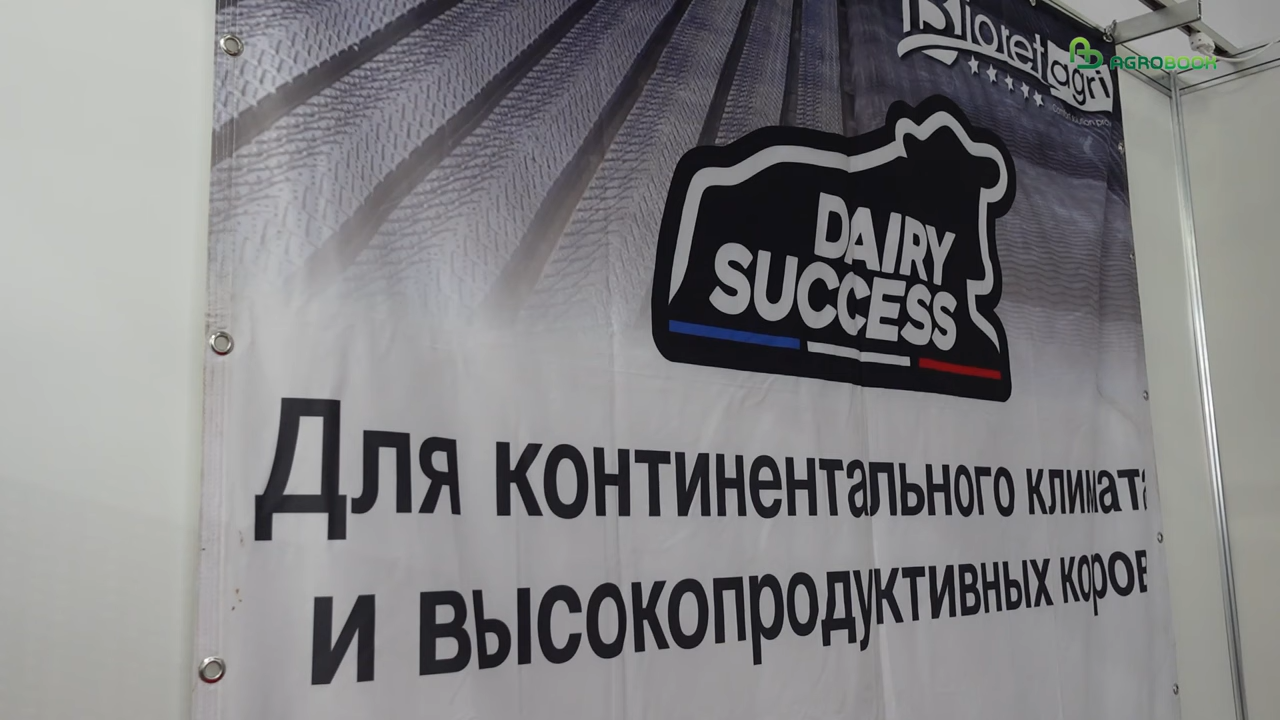 Bioret
agri
AGROBOOK
DAIRY
SUCCESS
Для континентального климата
и высокопродуктивных коров